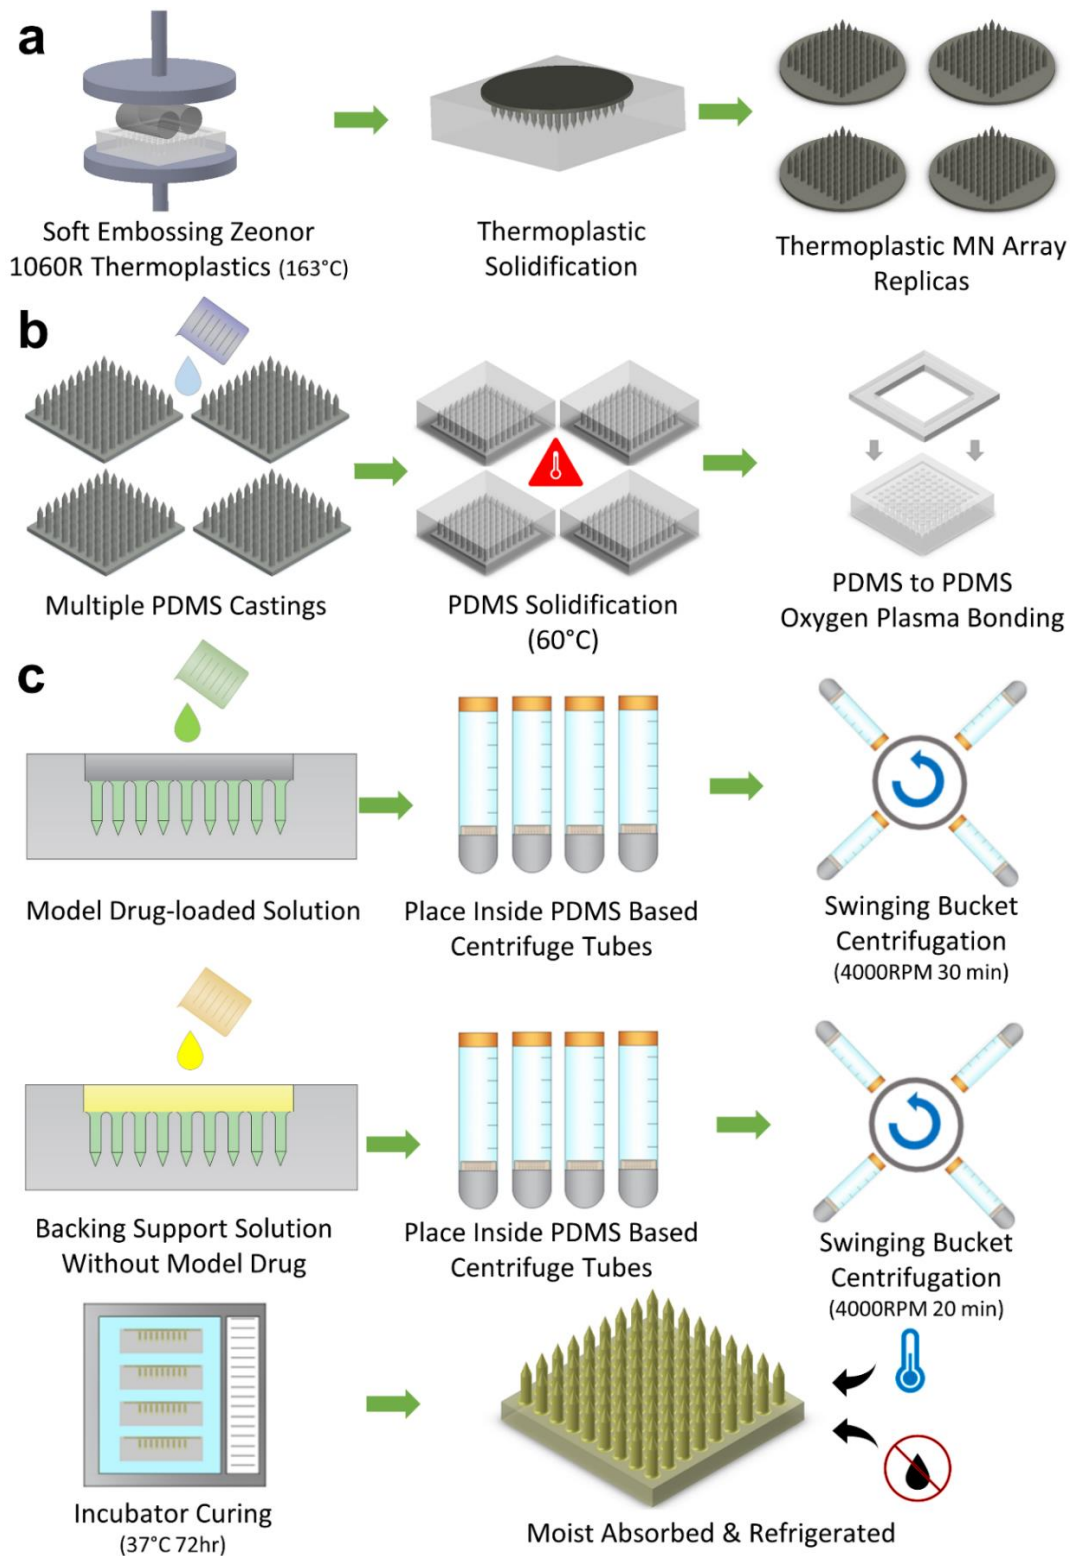 a
Soft Embossing Zeonor
1060R Thermoplastics (163°C)
Thermoplastic
Solidification
Thermoplastic MN Array
Replicas
b
Multiple PDMS Castings
PDMS Solidification
(60°C)
PDMS to PDMS
Oxygen Plasma Bonding
c
Model Drug-loaded Solution
Place Inside PDMS Based
Centrifuge Tubes
Swinging Bucket
Centrifugation
(4000RPM 30 min)
Backing Support Solution
Without Model Drug
Place Inside PDMS Based
Centrifuge Tubes
Swinging Bucket
Centrifugation
(4000RPM 20 min)
Incubator Curing
(37°C 72hr)
Moist Absorbed & Refrigerated